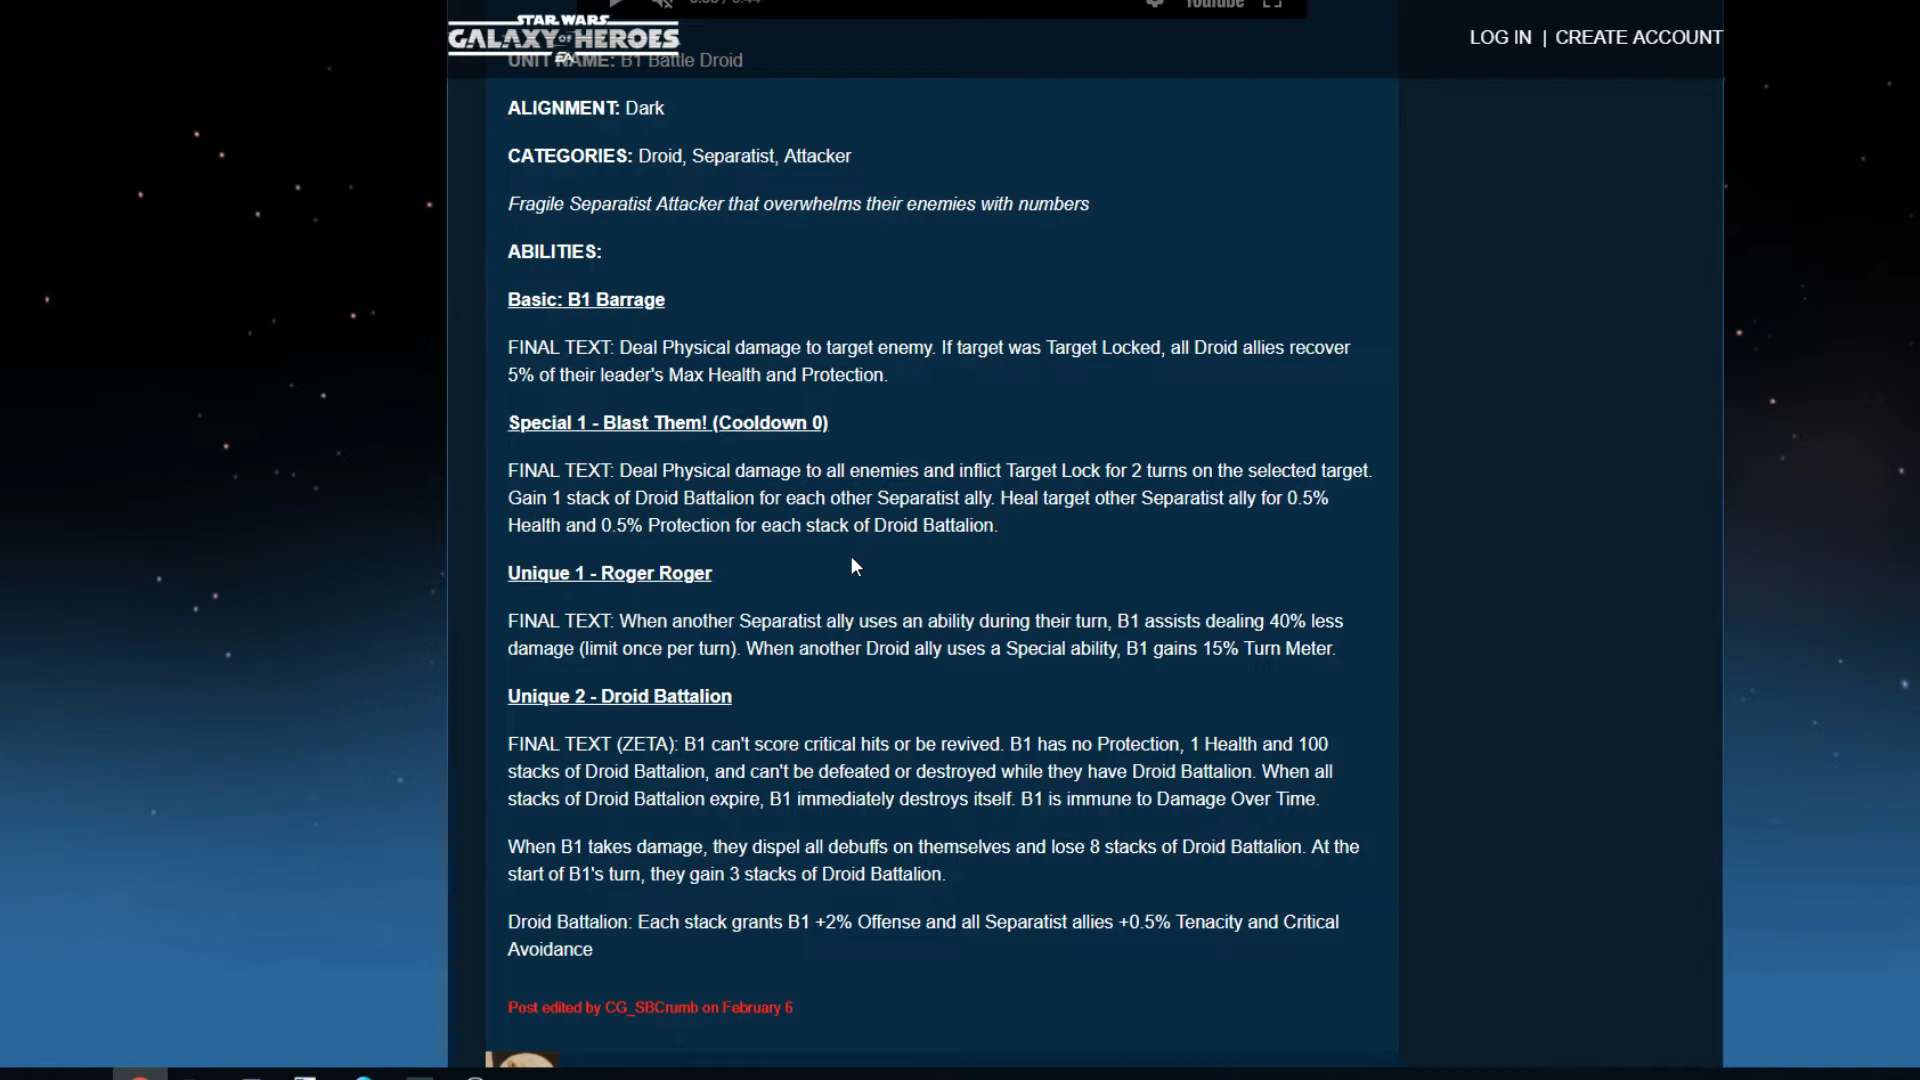 YouTube
STAR WARS
GALAXY OF HEROES
EA
LOG IN | CREATE ACCOUNT
UNIT NAME: B1 Battle Droid
ALIGNMENT: Dark
CATEGORIES: Droid, Separatist, Attacker
Fragile Separatist Attacker that overwhelms their enemies with numbers
ABILITIES:
Basic: B1 Barrage
FINAL TEXT: Deal Physical damage to target enemy. If target was Target Locked, all Droid allies recover
5% of their leader's Max Health and Protection.
Special 1 - Blast Them! (Cooldown 0)
FINAL TEXT: Deal Physical damage to all enemies and inflict Target Lock for 2 turns on the selected target.
Gain 1 stack of Droid Battalion for each other Separatist ally. Heal target other Separatist ally for 0.5%
Health and 0.5% Protection for each stack of Droid Battalion.
Unique 1 - Roger Roger
FINAL TEXT: When another Separatist ally uses an ability during their turn, B1 assists dealing 40% less
damage (limit once per turn). When another Droid ally uses a Special ability, B1 gains 15% Turn Meter.
Unique 2 - Droid Battalion
FINAL TEXT (ZETA): B1 can't score critical hits or be revived. B1 has no Protection, 1 Health and 100
stacks of Droid Battalion, and can't be defeated or destroyed while they have Droid Battalion. When all
stacks of Droid Battalion expire, B1 immediately destroys itself. B1 is immune to Damage Over Time.
When B1 takes damage, they dispel all debuffs on themselves and lose 8 stacks of Droid Battalion. At the
start of B1's turn, they gain 3 stacks of Droid Battalion.
Droid Battalion: Each stack grants B1 +2% Offense and all Separatist allies +0.5% Tenacity and Critical
Avoidance
Post edited by CG_SBCrumb on February 6